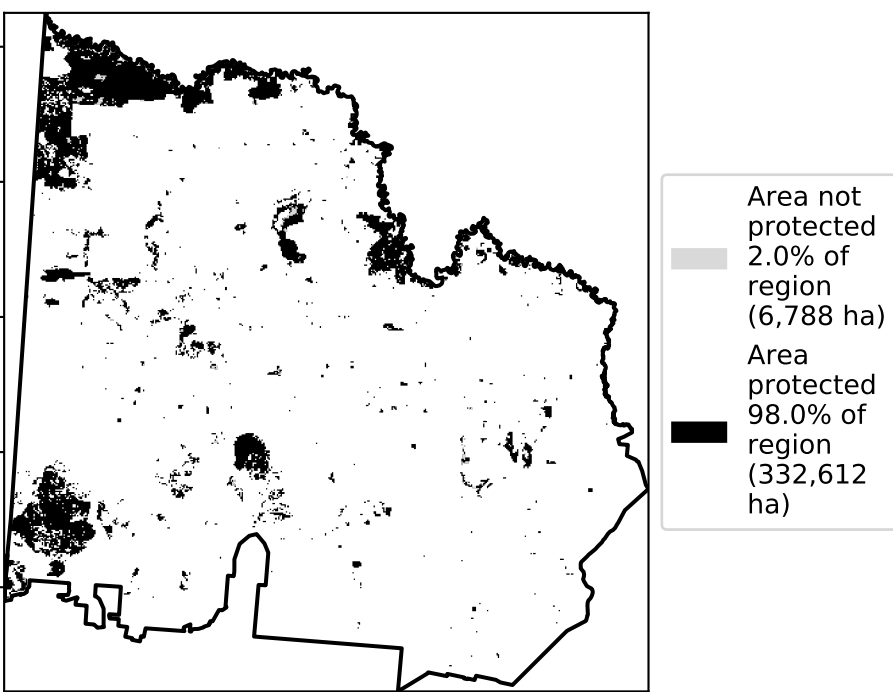 Area not
protected
2.0% of
region
(6,788 ha)
Area
protected
98.0% of
region
(332,612
ha)